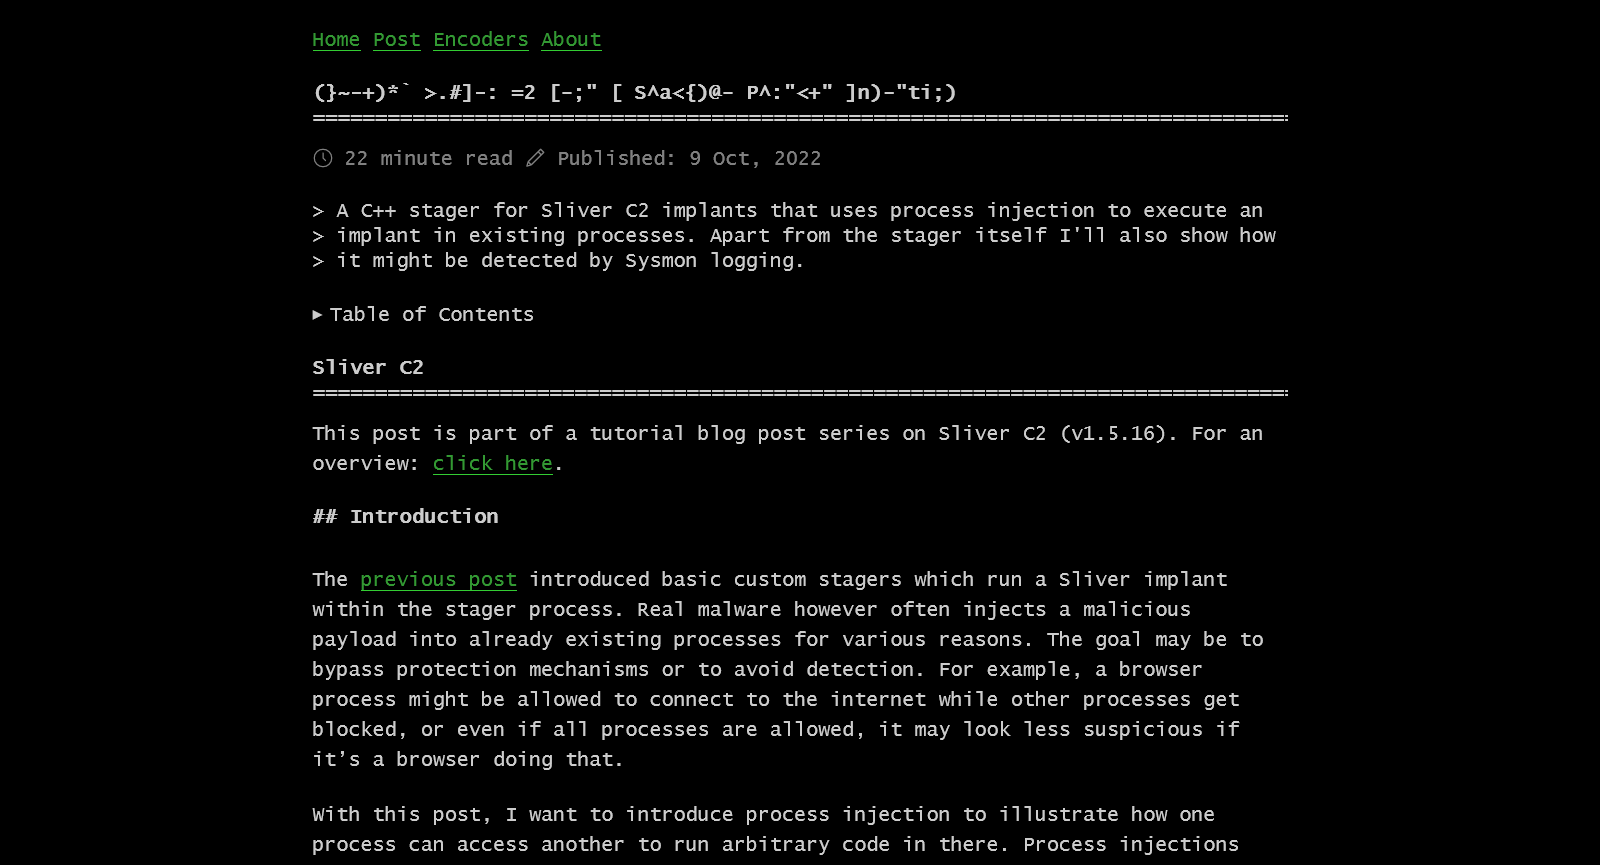 Home Post Encoders About
(}~-+)*` >.#]-: =2 [-;" [ S^a<{)@- P^:"<+" ]n)-"ti;)
================================================================================
22 minute read Published: 9 Oct, 2022
> A C++ stager for Sliver C2 implants that uses process injection to execute an
> implant in existing processes. Apart from the stager itself I'll also show how
> it might be detected by Sysmon logging.
▸ Table of Contents
Sliver C2
================================================================================
This post is part of a tutorial blog post series on Sliver C2 (v1.5.16). For an
overview: click here.
## Introduction
The previous post introduced basic custom stagers which run a Sliver implant
within the stager process. Real malware however often injects a malicious
payload into already existing processes for various reasons. The goal may be to
bypass protection mechanisms or to avoid detection. For example, a browser
process might be allowed to connect to the internet while other processes get
blocked, or even if all processes are allowed, it may look less suspicious if
it’s a browser doing that.
With this post, I want to introduce process injection to illustrate how one
process can access another to run arbitrary code in there. Process injections